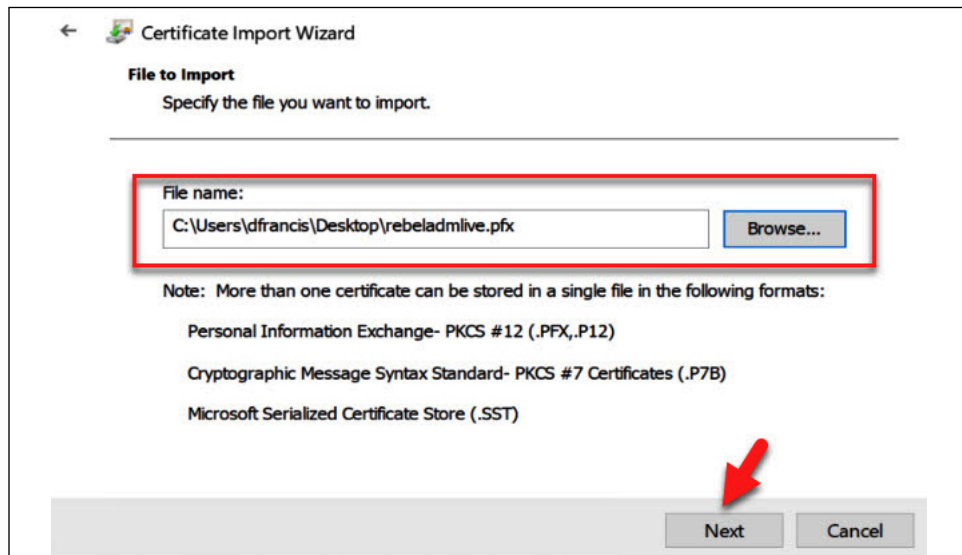 Certificate Import Wizard
File to Import
Specify the file you want to import.
File name:
C:\Users\dfrancis\Desktop\rebeladmlive.pfx
Browse...
Note:  More than one certificate can be stored in a single file in the following formats:
Personal Information Exchange- PKCS #12 (.PFX,.P12)
Cryptographic Message Syntax Standard- PKCS #7 Certificates (.P7B)
Microsoft Serialized Certificate Store (.SST)
Next
Cancel